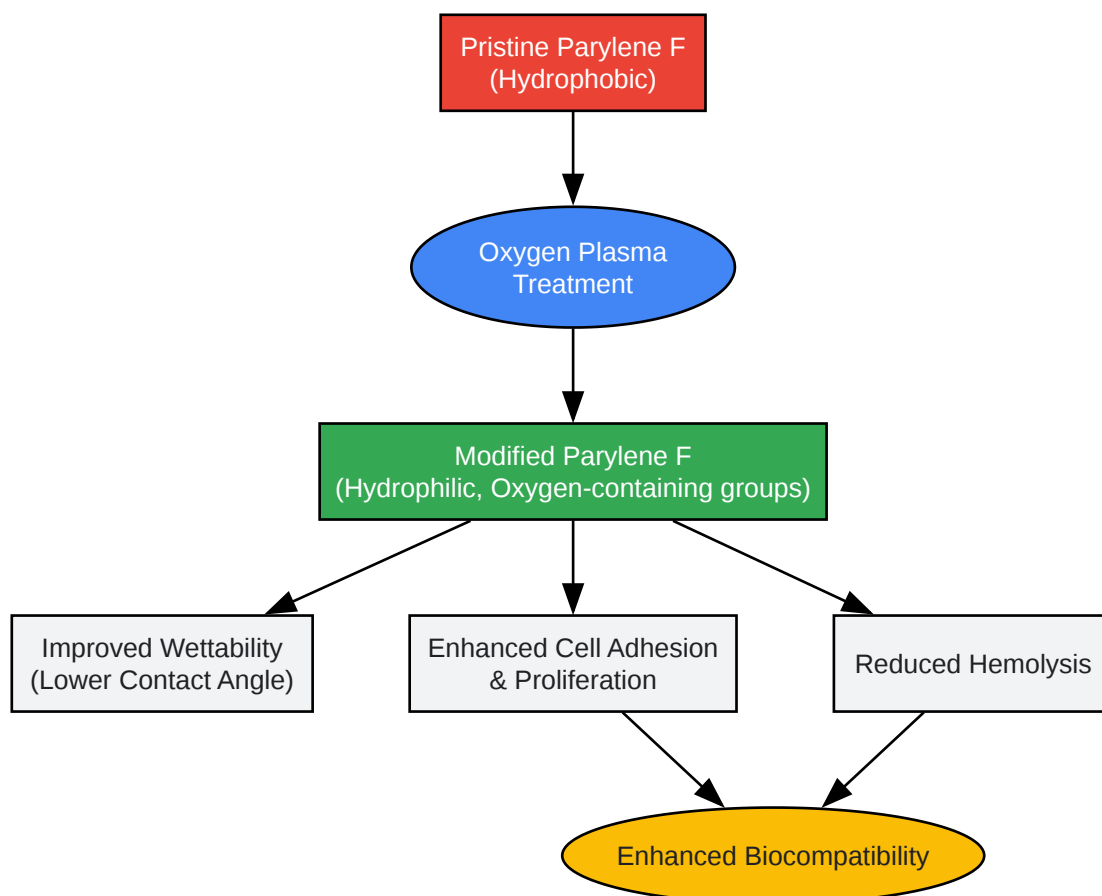 Pristine Parylene F
(Hydrophobic)
Oxygen Plasma
Treatment
Modified Parylene F
(Hydrophilic, Oxygen-containing groups)
Improved Wettability
(Lower Contact Angle)
Enhanced Cell Adhesion
& Proliferation
Reduced Hemolysis
Enhanced Biocompatibility